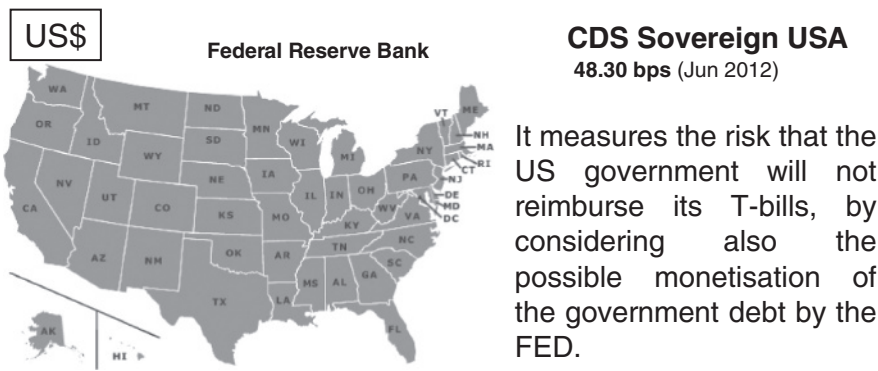 US$
Federal Reserve Bank
WA
OR
CA
NV
ID
MT
WY
UT
AZ
CO
NM
ND
SD
NE
KS
OK
TX
MN
IA
MO
AR
LA
WI
IL
MI
IN
OH
KY
TN
MS
AL
GA
FL
SC
NC
VA
WV
PA
NY
VT
ME
NH
MA
RI
CT
NJ
DE
MD
DC
AK
HI
CDS Sovereign USA
48.30 bps (Jun 2012)
It measures the risk that the
US government will not
reimburse its T-bills, by
considering also the
possible monetisation of
the government debt by the
FED.